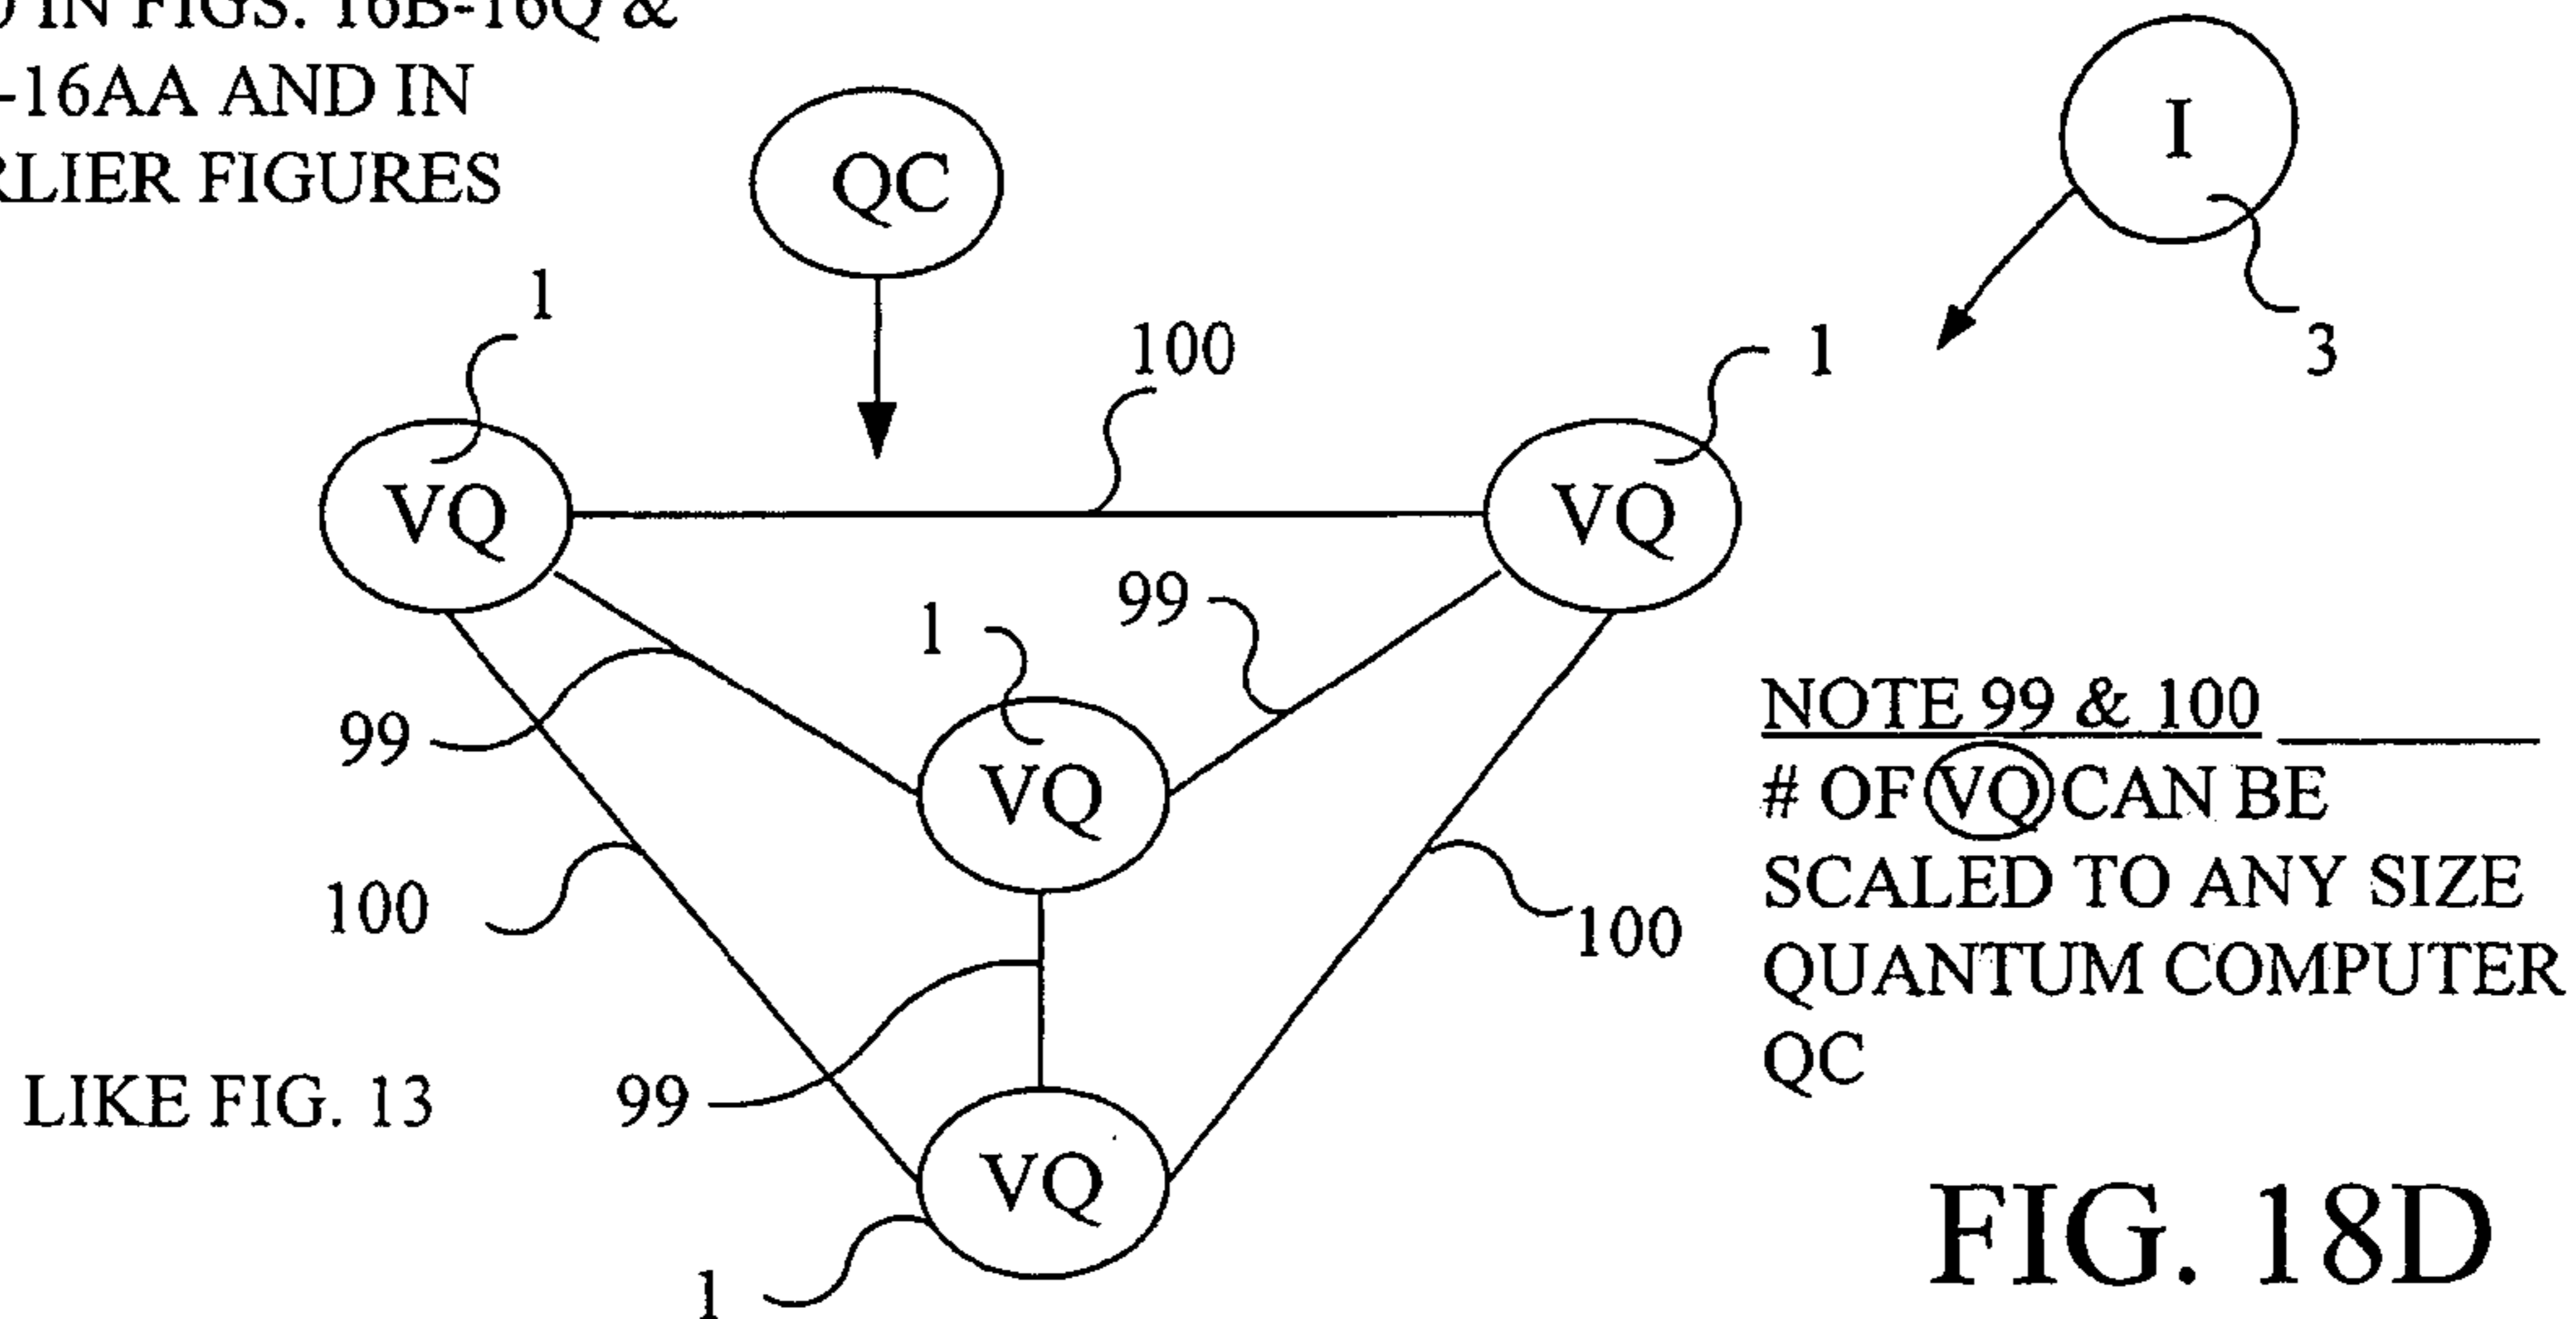 IN FIGS. 16B-16Q &
-16AA AND IN
RLIER FIGURES
QC
I
3
1
1
100
VQ
VQ
99
1
99
VQ
100
100
99
VQ
1
LIKE FIG. 13
NOTE 99 & 100
# OF VQ CAN BE
SCALED TO ANY SIZE
QUANTUM COMPUTER
QC
FIG. 18D